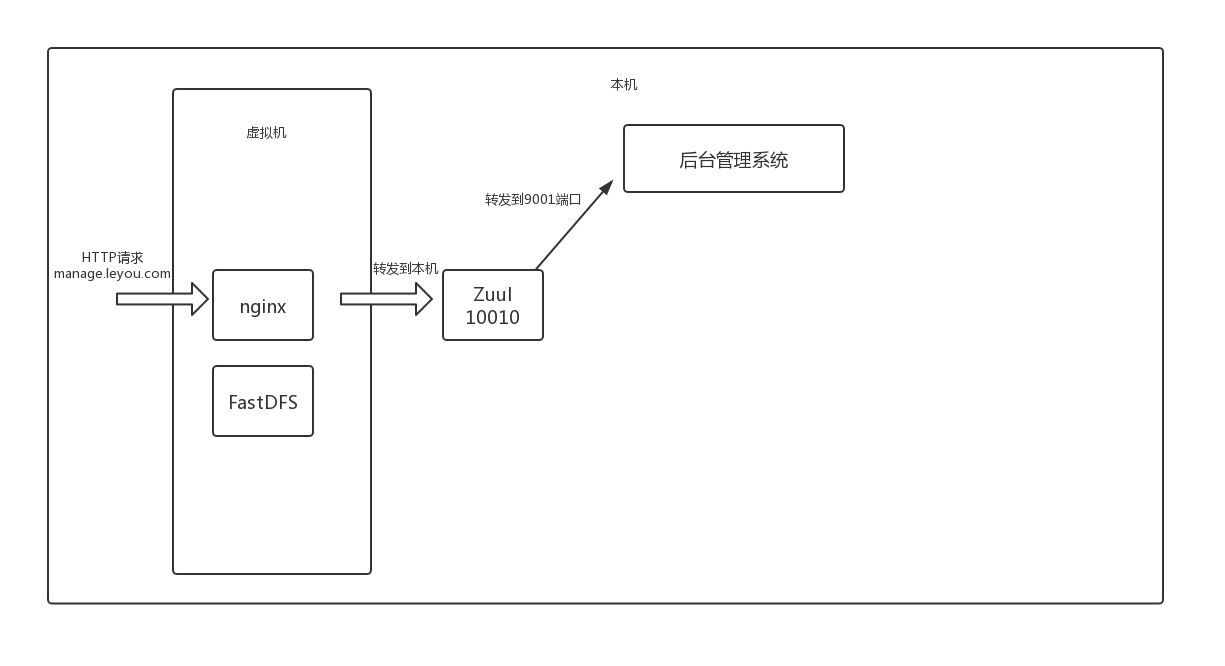 本机
虚拟机
后台管理系统
转发到9001端口
HTTP请求
manage.leyou.com
转发到本机
nginx
Zuul
10010
FastDFS